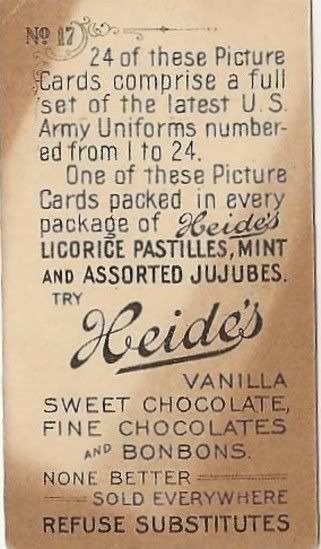 No 17
24 of these Picture
Cards comprise a full
set of the latest U.S.
Army Uniforms number-
ed from 1 to 24.
One of these Picture
Cards packed in every
package of Heide's
LICORICE PASTILLES, MINT
AND ASSORTED JUJUBES.
TRY
Heide's
VANILLA
SWEET CHOCOLATE,
FINE CHOCOLATES
AND BONBONS.
NONE BETTER
SOLD EVERYWHERE
REFUSE SUBSTITUTES